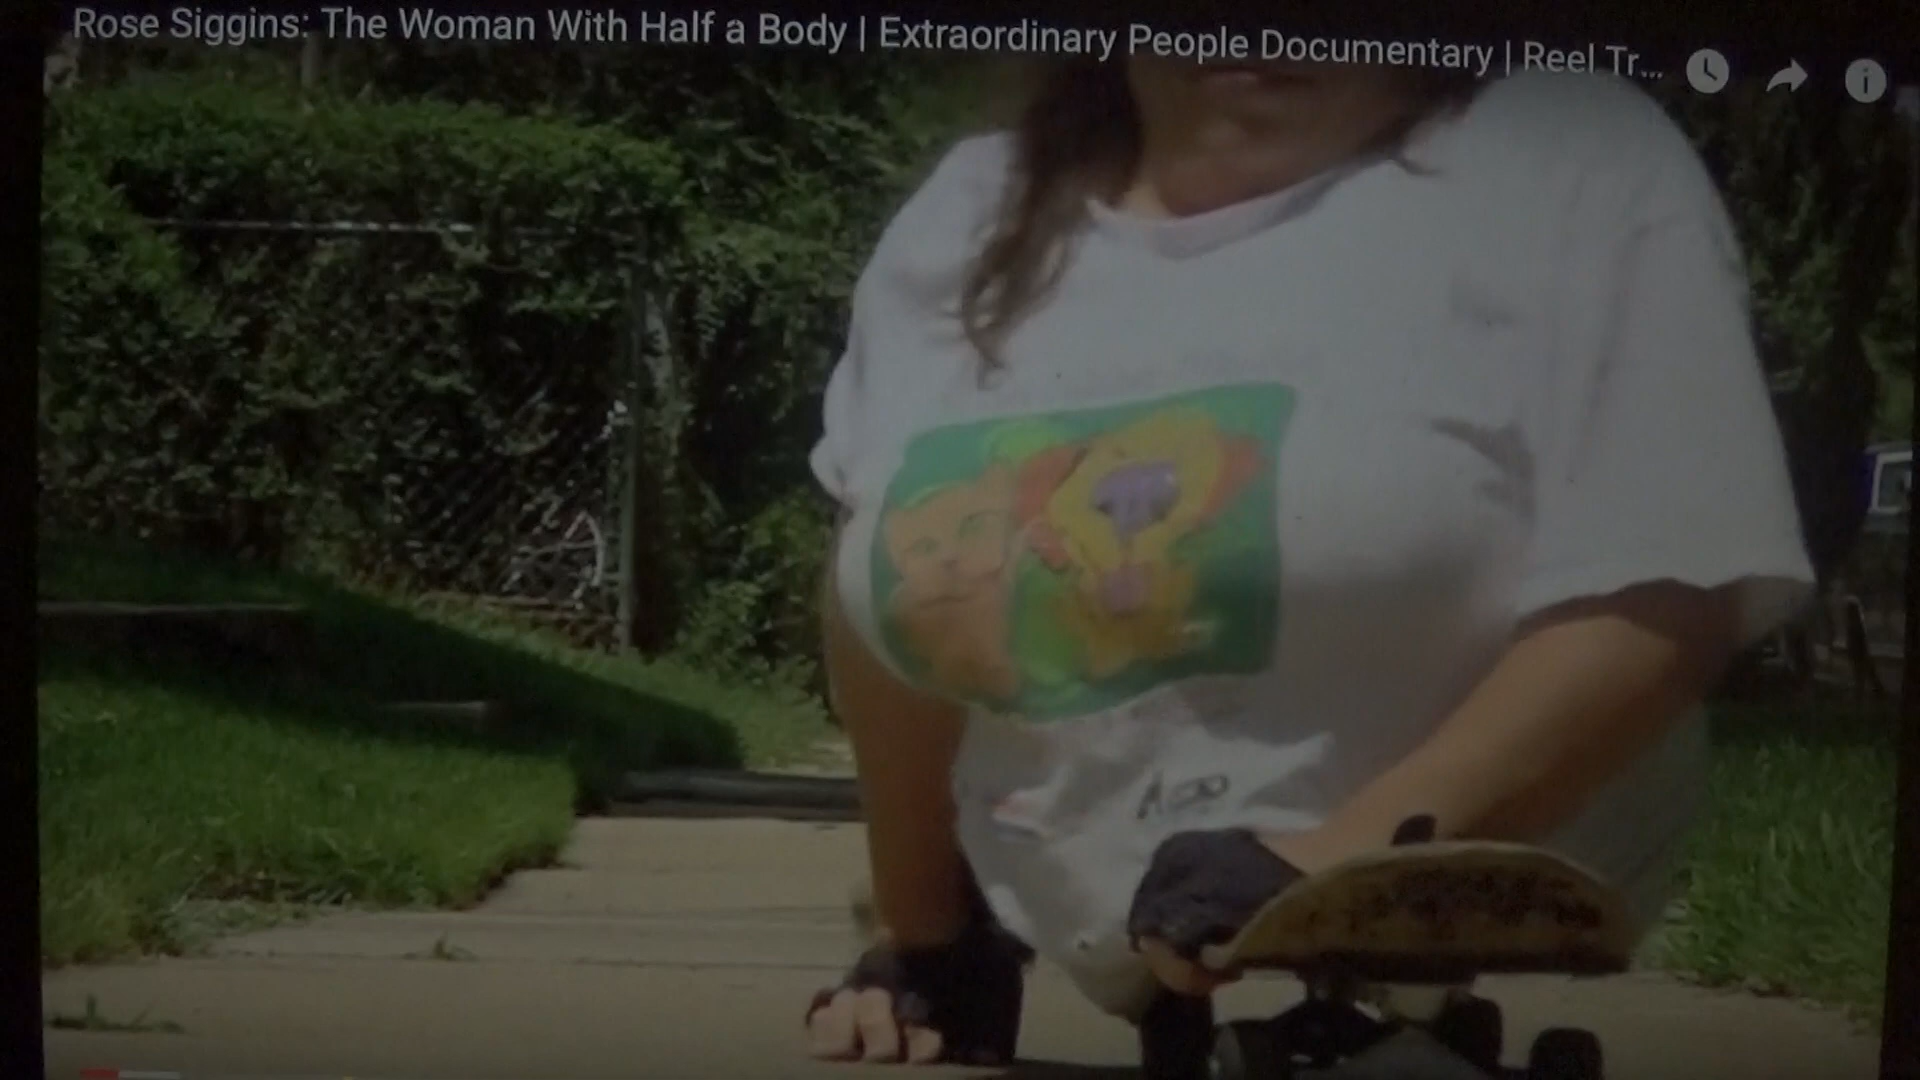 Rose Siggins: The Woman With Half a Body | Extraordinary People Documentary | Reel Tr...